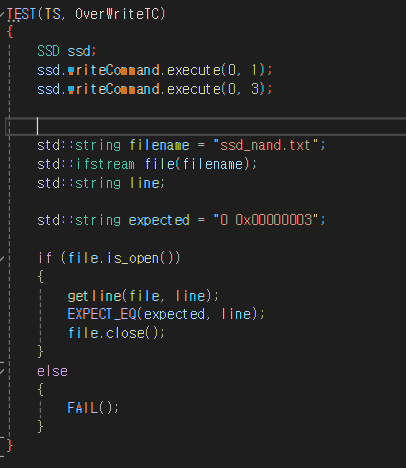 TEST(TS, OverWriteTC)
{
SSD ssd;
ssd.writeCommand.execute(0, 1);
ssd.writeCommand.execute(0, 3);
std::string filename = "ssd_nand.txt";
std::ifstream file(filename);
std::string line;
std::string expected = "0 0x00000003";
if (file.is_open())
{
getline(file, line);
EXPECT_EQ(expected, line);
file.close();
}
else
{
FAIL();
}
}